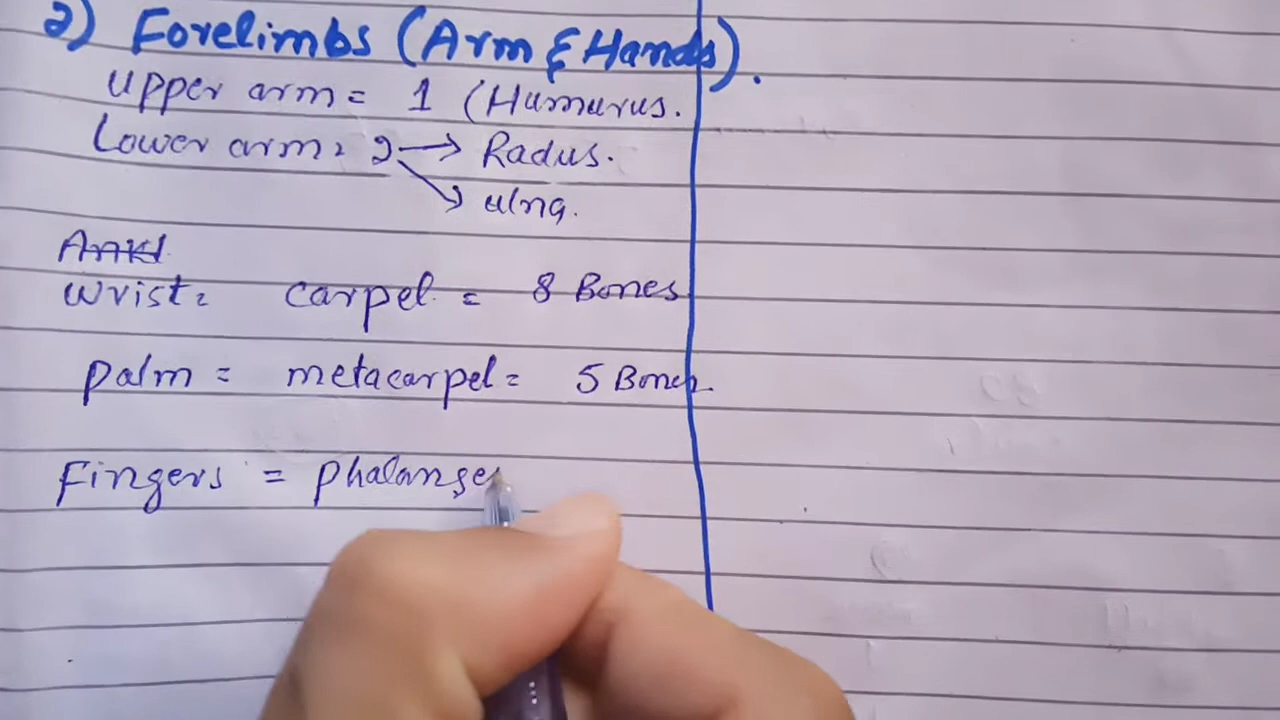 2) Forelimbs (Arm & Hands).
Upper arm = 1 (Humurus.
Lower arm = 2 → Radus.
↘ ulna.
Ankl
wrist = carpel = 8 Bones
palm = metacarpel = 5 Bones.
Fingers = phalanges